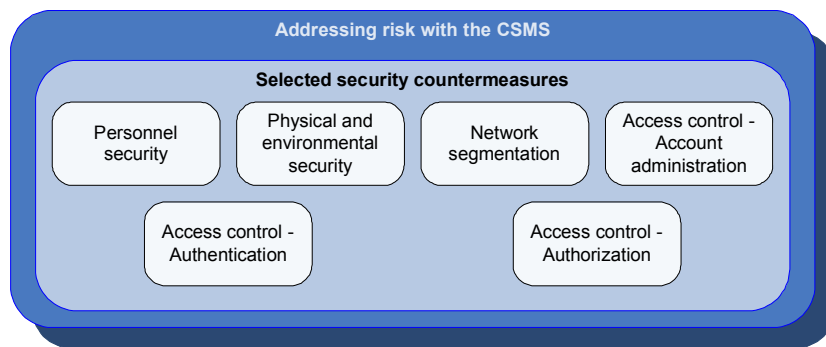 Addressing risk with the CSMS
Selected security countermeasures
Personnel
security
Physical and
environmental
security
Network
segmentation
Access control -
Account
administration
Access control -
Authentication
Access control -
Authorization